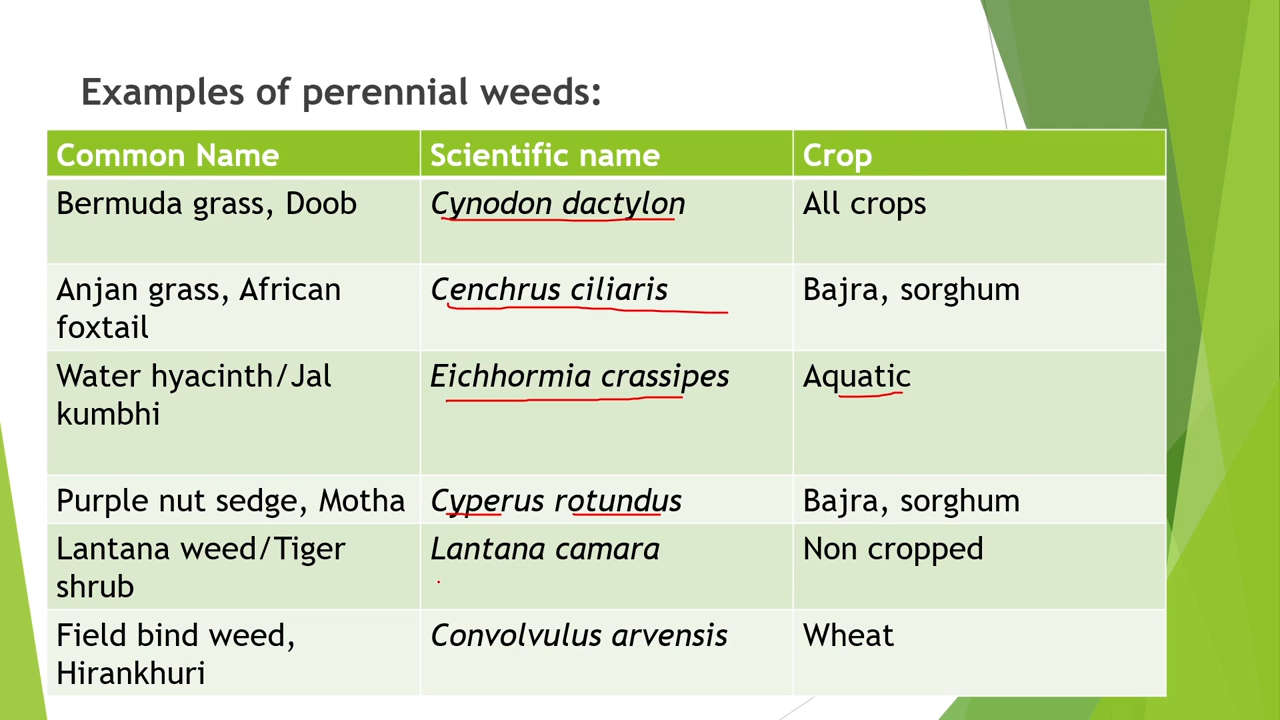 Examples of perennial weeds:
Common Name Scientific name Crop
Bermuda grass, Doob Cynodon dactylon All crops
Anjan grass, African Cenchrus ciliaris Bajra, sorghum
foxtail
Water hyacinth/Jal Eichhormia crassipes Aquatic
kumbhi
Purple nut sedge, Motha Cyperus rotundus Bajra, sorghum
Lantana weed/Tiger Lantana camara Non cropped
shrub
Field bind weed, Convolvulus arvensis Wheat
Hirankhuri